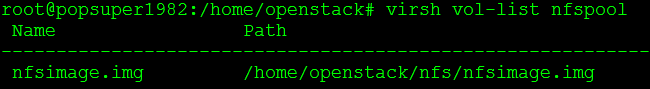 root@popsuper1982:/home/openstack# virsh vol-list nfspool
Name Path
------------------------------------------------------------
nfsimage.img /home/openstack/nfs/nfsimage.img